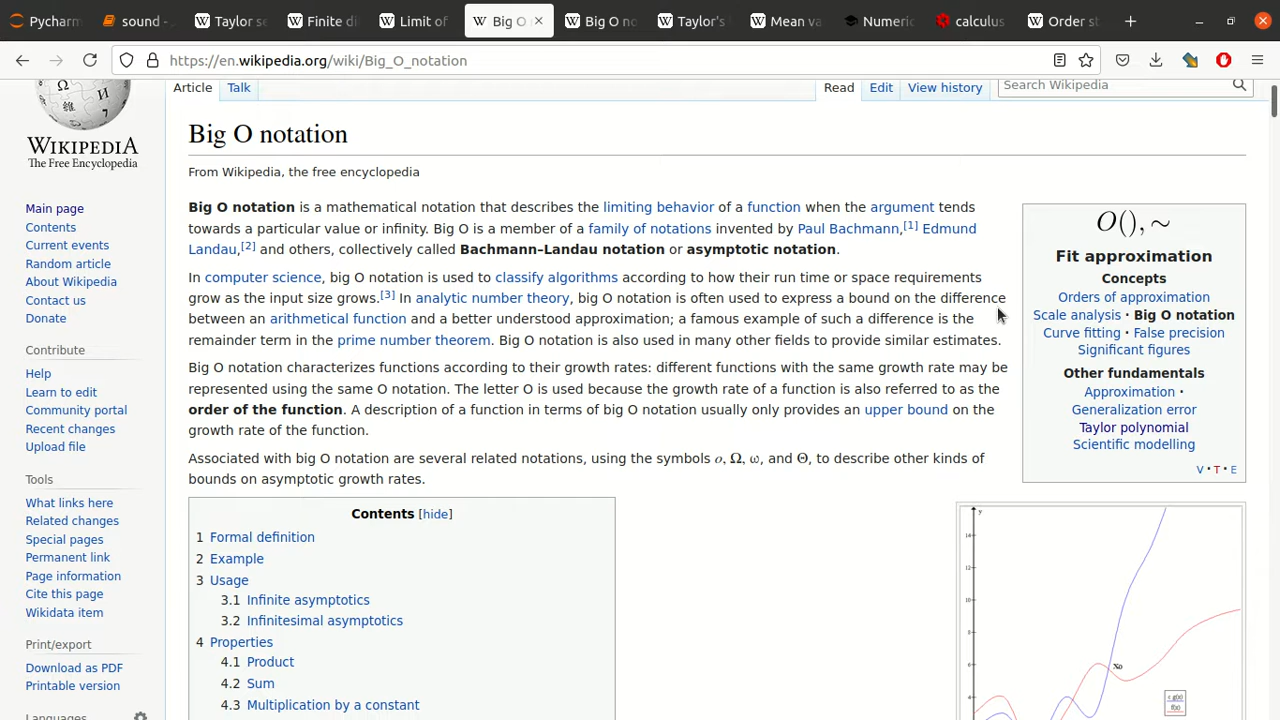 Pycharm
sound -
Taylor se
Finite di
Limit of
Big O
Big O no
Taylor's
Mean va
Numeric
calculus
Order st
https://en.wikipedia.org/wiki/Big_O_notation
WIKIPEDIA
The Free Encyclopedia
Main page
Contents
Current events
Random article
About Wikipedia
Contact us
Donate
Contribute
Help
Learn to edit
Community portal
Recent changes
Upload file
Tools
What links here
Related changes
Special pages
Permanent link
Page information
Cite this page
Wikidata item
Print/export
Download as PDF
Printable version
Languages
Article Talk
Read Edit View history
Search Wikipedia
Big O notation
From Wikipedia, the free encyclopedia
Big O notation is a mathematical notation that describes the limiting behavior of a function when the argument tends
towards a particular value or infinity. Big O is a member of a family of notations invented by Paul Bachmann,[1] Edmund
Landau,[2] and others, collectively called Bachmann–Landau notation or asymptotic notation.
In computer science, big O notation is used to classify algorithms according to how their run time or space requirements
grow as the input size grows.[3] In analytic number theory, big O notation is often used to express a bound on the difference
between an arithmetical function and a better understood approximation; a famous example of such a difference is the
remainder term in the prime number theorem. Big O notation is also used in many other fields to provide similar estimates.
Big O notation characterizes functions according to their growth rates: different functions with the same growth rate may be
represented using the same O notation. The letter O is used because the growth rate of a function is also referred to as the
order of the function. A description of a function in terms of big O notation usually only provides an upper bound on the
growth rate of the function.
Associated with big O notation are several related notations, using the symbols o, Ω, ω, and Θ, to describe other kinds of
bounds on asymptotic growth rates.
Contents [hide]
1 Formal definition
2 Example
3 Usage
3.1 Infinite asymptotics
3.2 Infinitesimal asymptotics
4 Properties
4.1 Product
4.2 Sum
4.3 Multiplication by a constant
O(), ~
Fit approximation
Concepts
Orders of approximation
Scale analysis · Big O notation
Curve fitting · False precision
Significant figures
Other fundamentals
Approximation ·
Generalization error
Taylor polynomial
Scientific modelling
V · T · E
y
14
12
10
8
6
x₀
4
c g(x)
f(x)